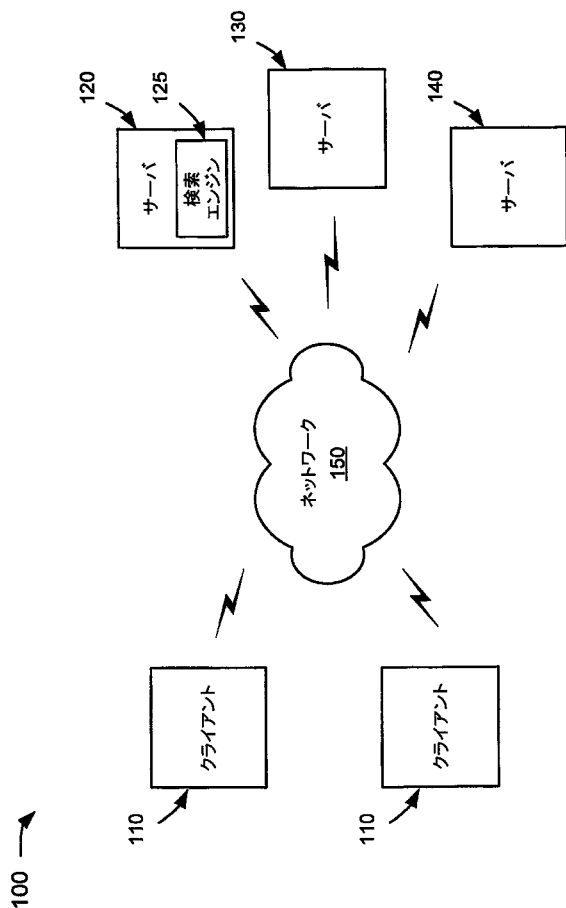 100
110
クライアント
110
クライアント
ネットワーク
150
120
サーバ
125
検索
エンジン
130
サーバ
140
サーバ